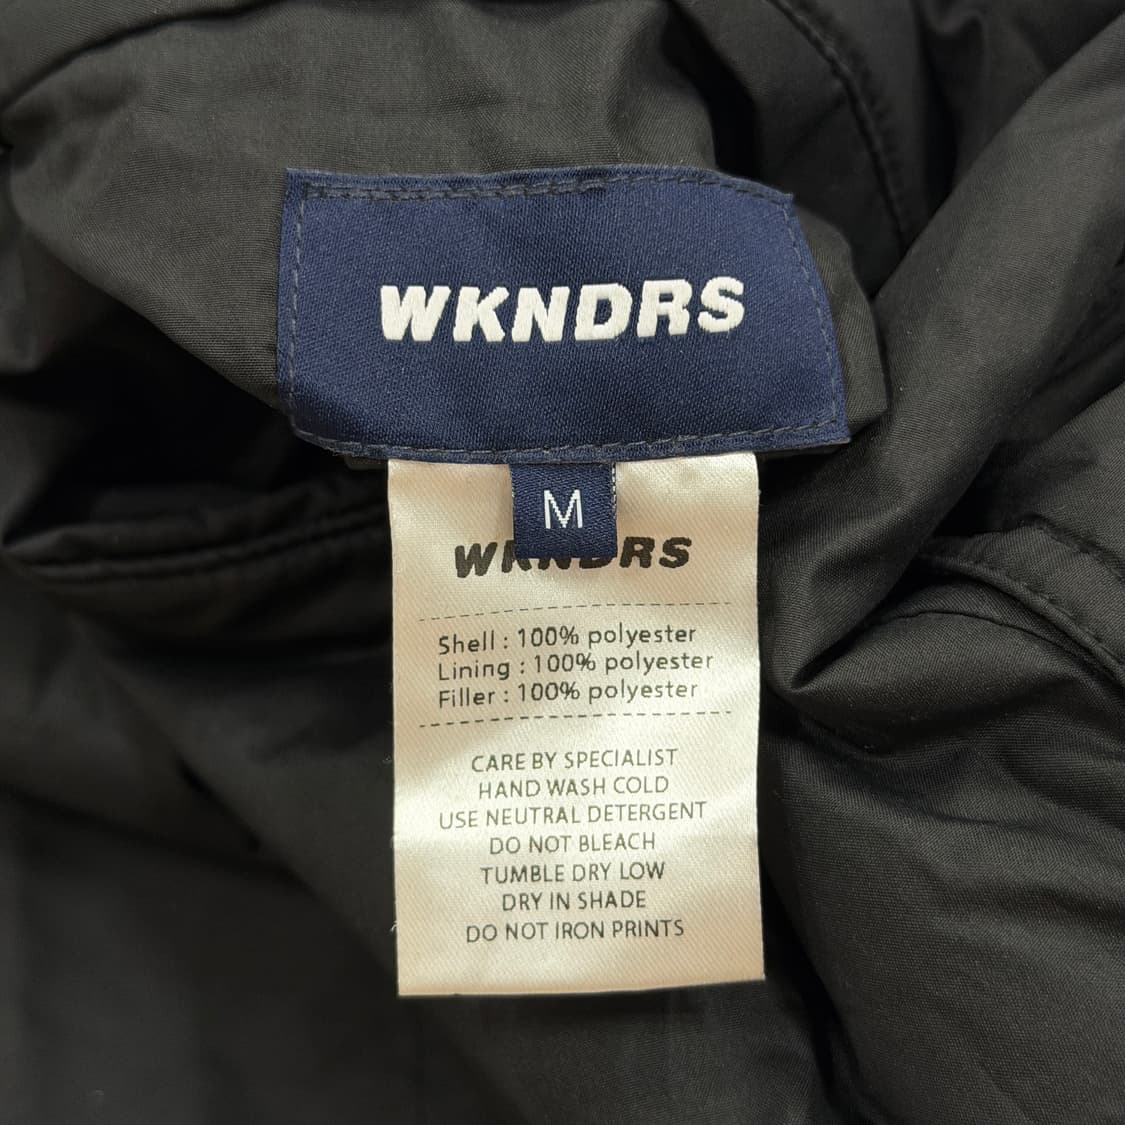 WKNDRS
M
WKNDRS
Shell : 100% polyester
Lining : 100% polyester
Filler : 100% polyester
CARE BY SPECIALIST
HAND WASH COLD
USE NEUTRAL DETERGENT
DO NOT BLEACH
TUMBLE DRY LOW
DRY IN SHADE
DO NOT IRON PRINTS